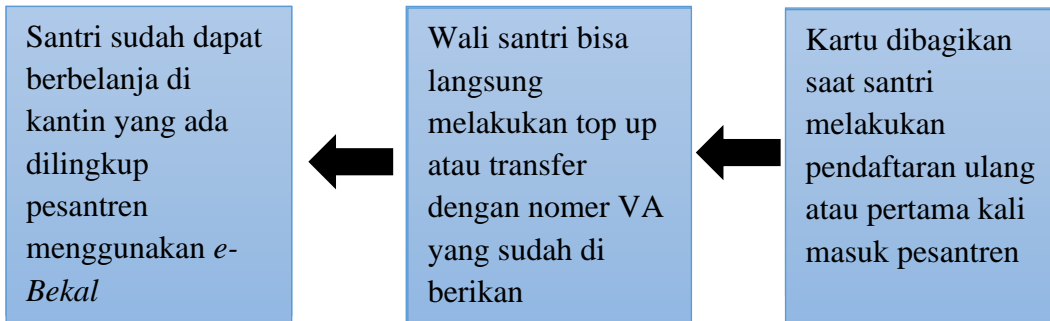 Santri sudah dapat
berbelanja di
kantin yang ada
dilingkup
pesantren
menggunakan e-
Bekal
Wali santri bisa
langsung
melakukan top up
atau transfer
dengan nomer VA
yang sudah di
berikan
Kartu dibagikan
saat santri
melakukan
pendaftaran ulang
atau pertama kali
masuk pesantren